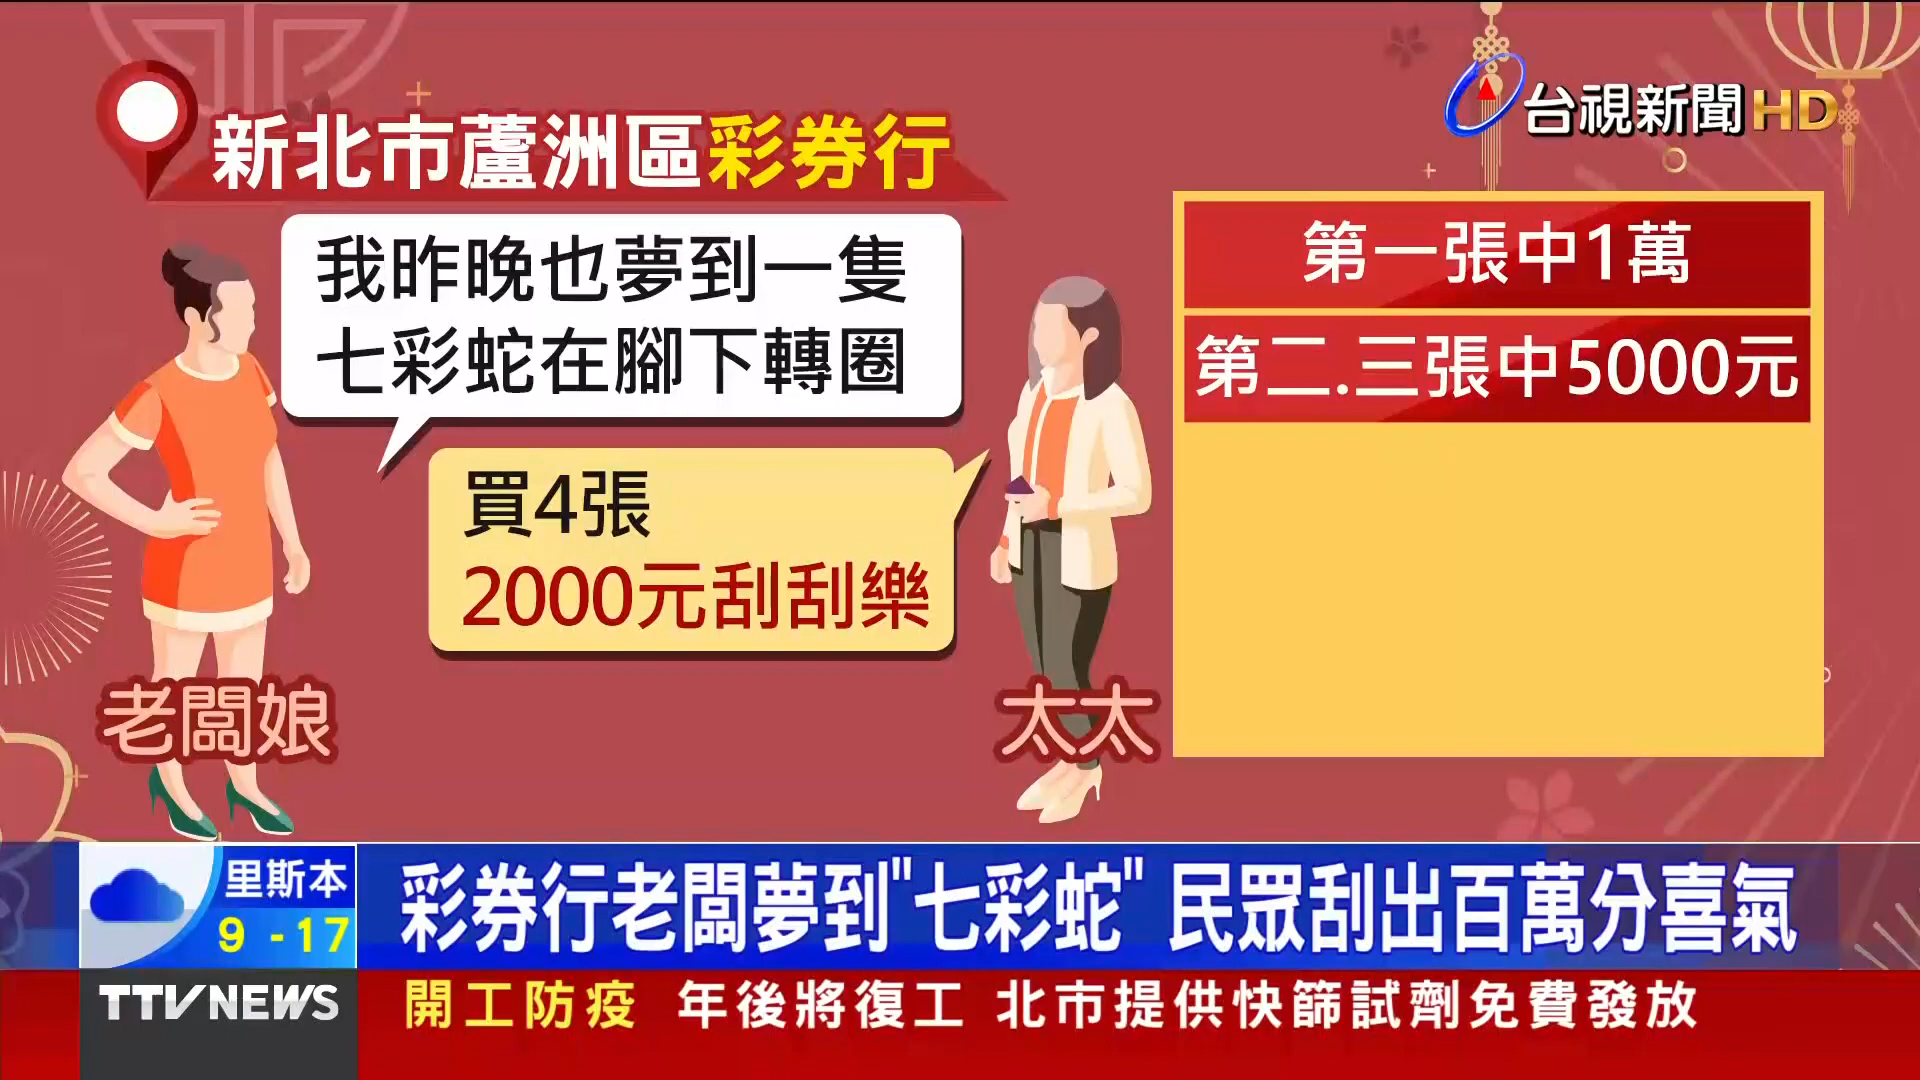 台視新聞HD
新北市蘆洲區彩券行
我昨晚也夢到一隻
七彩蛇在腳下轉圈
買4張
2000元刮刮樂
老闆娘
太太
第一張中1萬
第二.三張中5000元
里斯本
9 -17
彩券行老闆夢到"七彩蛇" 民眾刮出百萬分喜氣
TTV NEWS
開工防疫 年後將復工 北市提供快篩試劑免費發放